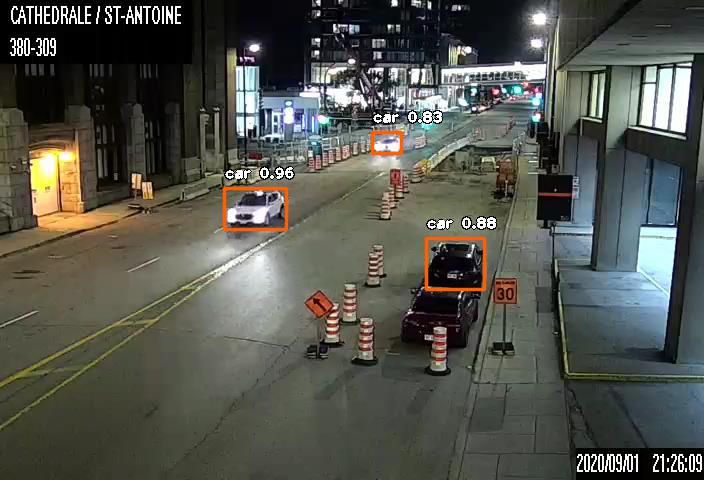 CATHEDRALE / ST-ANTOINE
380-309
car 0.83
car 0.96
car 0.88
30
2020/09/01 21:26:09